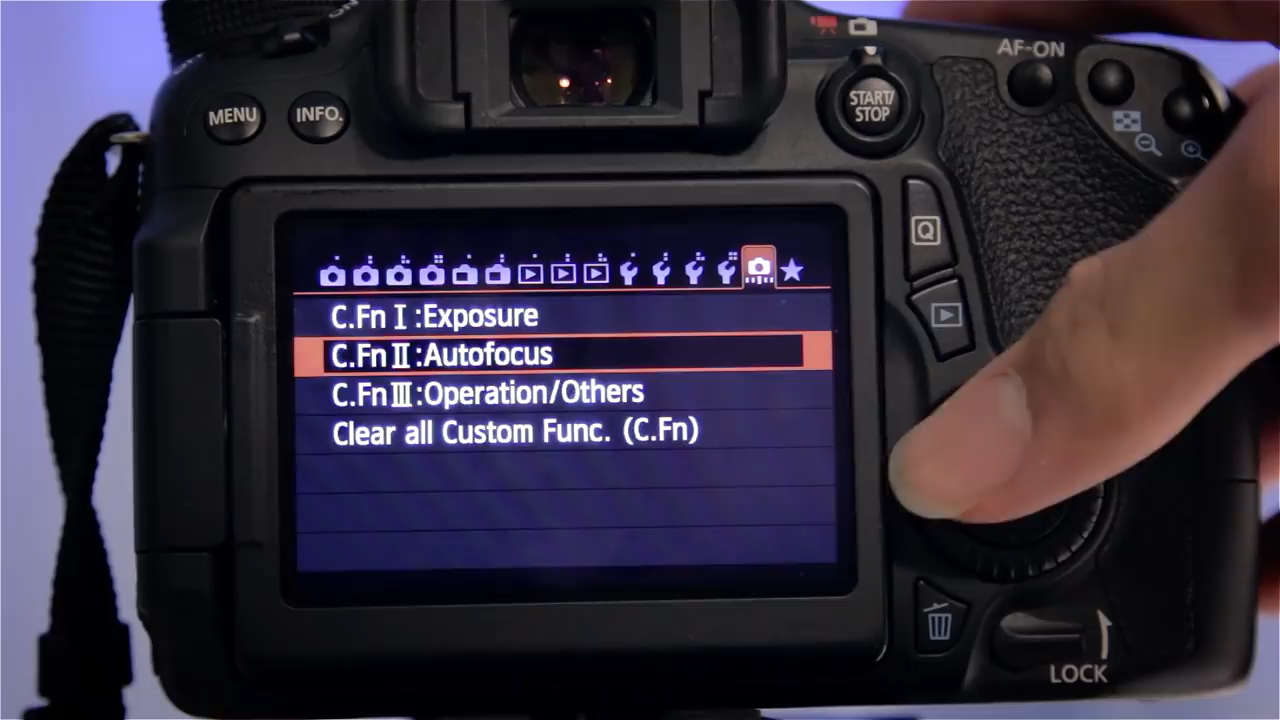 AF-ON
MENU
INFO.
START/
STOP
Q
C.Fn I :Exposure
C.Fn II :Autofocus
C.Fn III :Operation/Others
Clear all Custom Func. (C.Fn)
LOCK